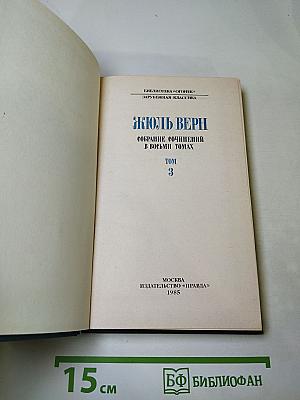 БИБЛИОТЕКА «ОГОНЕК»
ЗАРУБЕЖНАЯ КЛАССИКА
ЖЮЛЬ ВЕРН
СОБРАНИЕ СОЧИНЕНИЙ
В ВОСЬМИ ТОМАХ
ТОМ
3
МОСКВА
ИЗДАТЕЛЬСТВО «ПРАВДА»
1985
15 см
БФ БИБЛИОФАН